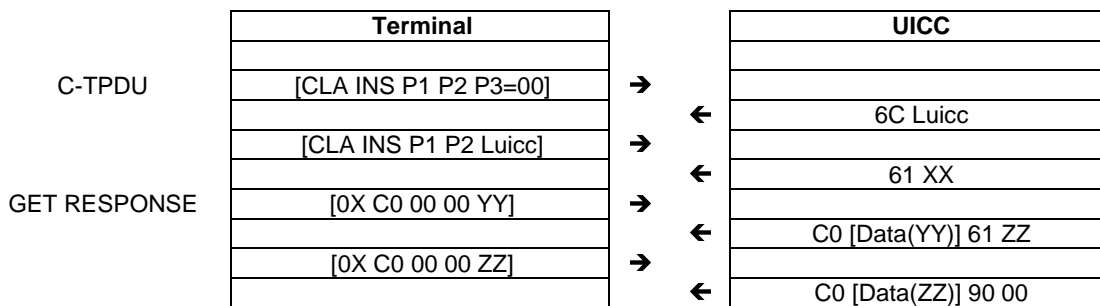 Terminal UICC
C-TPDU [CLA INS P1 P2 P3=00] →
← 6C Luicc
[CLA INS P1 P2 Luicc] →
← 61 XX
GET RESPONSE [0X C0 00 00 YY] →
← C0 [Data(YY)] 61 ZZ
[0X C0 00 00 ZZ] →
← C0 [Data(ZZ)] 90 00